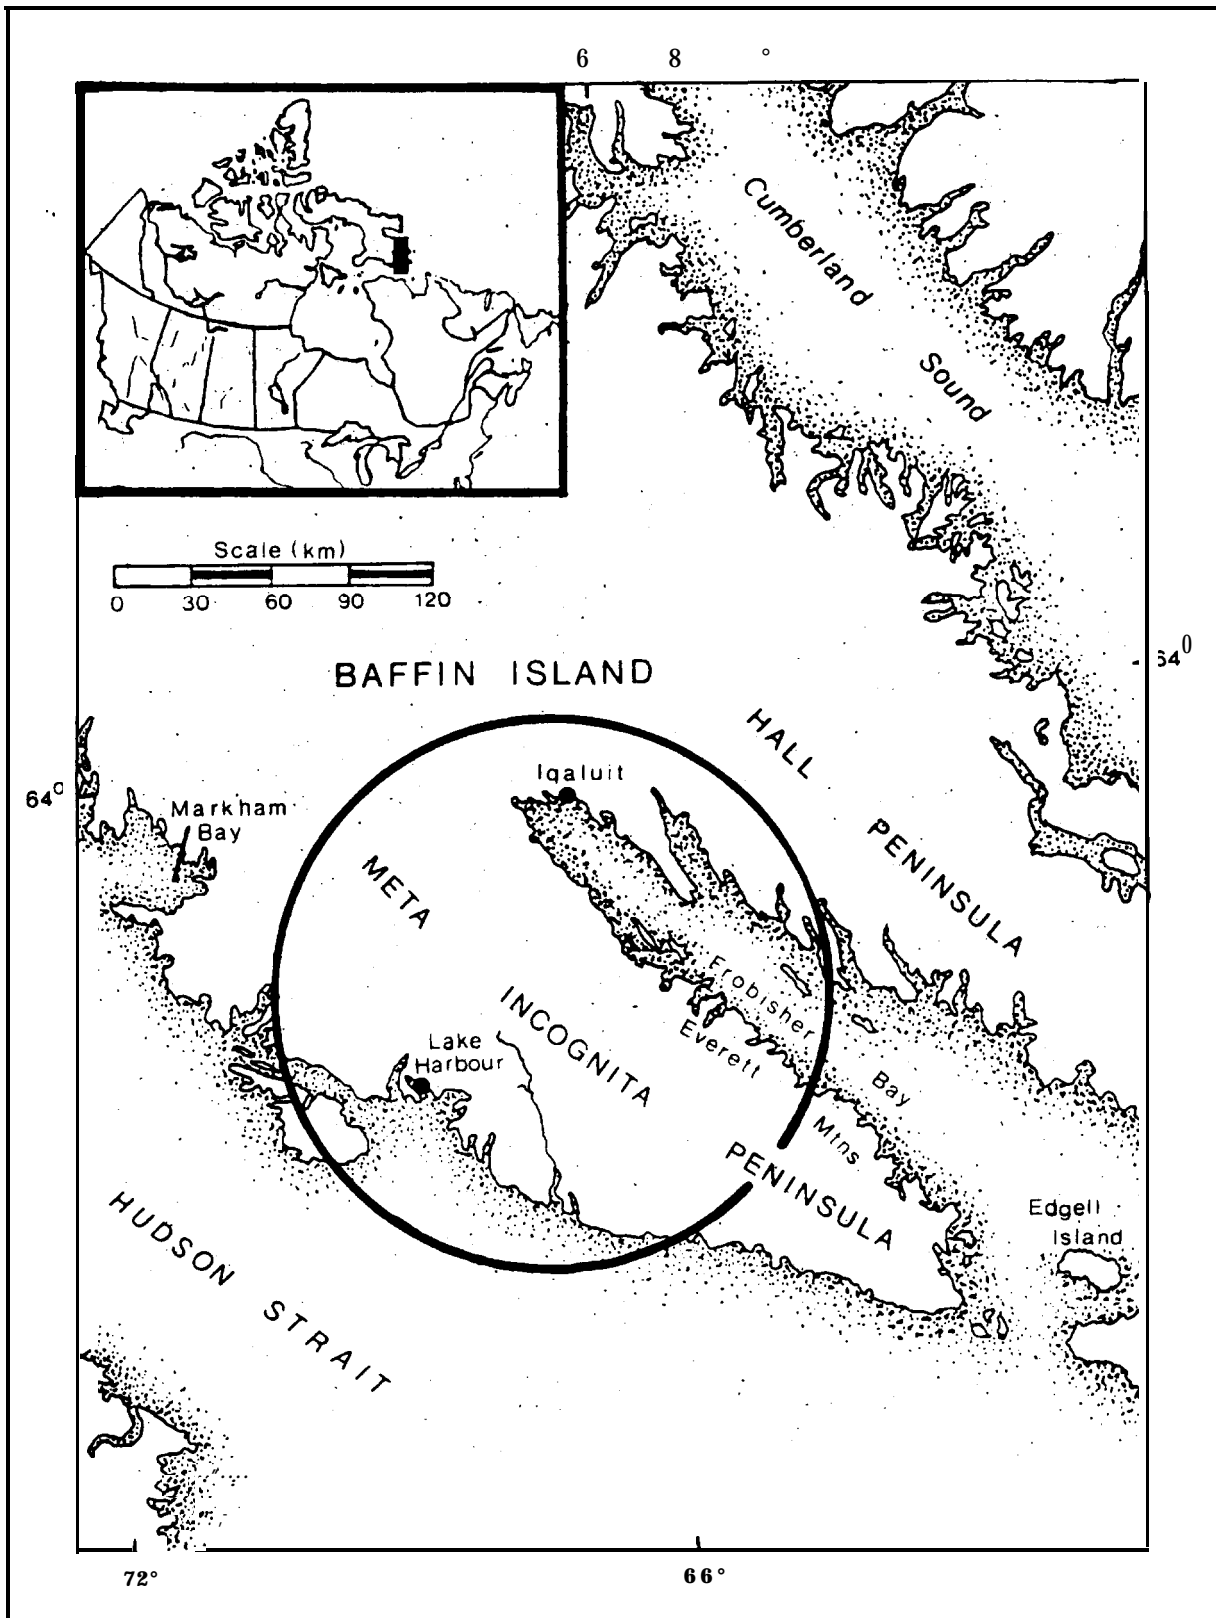 6 8 °
Cumberland
Sound
Scale (km)
0 30 60 90 120
BAFFIN ISLAND
64⁰
HALL
PENINSULA
Iqaluit
64°
Markham
Bay
META
INCOGNITA
PENINSULA
Frobisher
Bay
Everett
Mtns
Lake
Harbour
Edgell
Island
HUDSON STRAIT
72° 66°